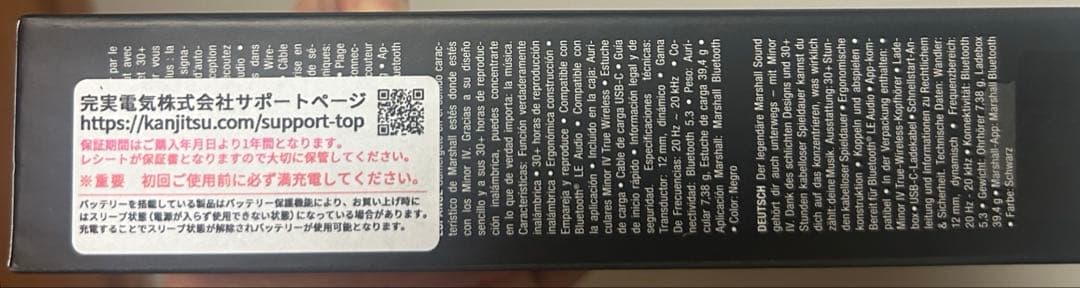 完実電気株式会社サポートページ
https://kanjitsu.com/support-top
保証期間はご購入年月日より1年間となります。
レシートが保証書となりますので大切に保管してください。
※重要　初回ご使用前に必ず満充電してください。
バッテリーを搭載している製品はバッテリー保護機能により、お買い上げ時に
はスリープ状態(電源が入らず使用できない状態)になっている場合があります。
充電することでスリープ状態が解除されバッテリーが使用可能となります。
terístico de Marshall estés donde estés
con los Minor IV. Gracias a su diseño
sencillo y a sus 30+ horas de reproduc-
ción inalámbrica, puedes concentrarte
en lo que de verdad importa: la música.
Características: Función verdaderamente
inalámbrica • 30+ horas de reproducción
inalámbrica • Ergonómica construcción •
Empareja y reproduce • Compatible con
Bluetooth® LE Audio • Compatible con
la aplicación • Incluido en la caja: Auri-
culares Minor IV True Wireless • Estuche
de carga • Cable de carga USB-C • Guía
de inicio rápido • Información legal y de
seguridad. Especificaciones técnicas:
Transductor: 12 mm, dinámico • Gama
De Frecuencias: 20 Hz – 20 kHz • Co-
nectividad: Bluetooth 5.3 • Peso: Auri-
cular 7,38 g, Estuche de carga 39,4 g •
Aplicación Marshall: Marshall Bluetooth
• Color: Negro
DEUTSCH Der legendäre Marshall Sound
gehört dir auch unterwegs – mit Minor
IV. Dank des schlichten Designs und 30+
Stunden kabelloser Spieldauer kannst du
dich auf das konzentrieren, was wirklich
zählt: deine Musik. Ausstattung: 30+ Stun-
den kabelloser Spieldauer • Ergonomische
konstruktion • Koppeln und abspielen •
Bereit für Bluetooth® LE Audio • App-kom-
patibel • In der Verpackung enthalten:
Minor IV True-Wireless-Kopfhörer • Lade-
box • USB-C-Ladekabel • Schnellstart-An-
leitung und Informationen zu Rechten
& Sicherheit. Technische Daten: Wandler:
12 mm, dynamisch • Frequenzbereich:
20 Hz – 20 kHz • Konnektivität: Bluetooth
5.3 • Gewicht: Ohrhörer 7,38 g, Ladebox
39,4 g • Marshall-App: Marshall Bluetooth
• Farbe: Schwarz